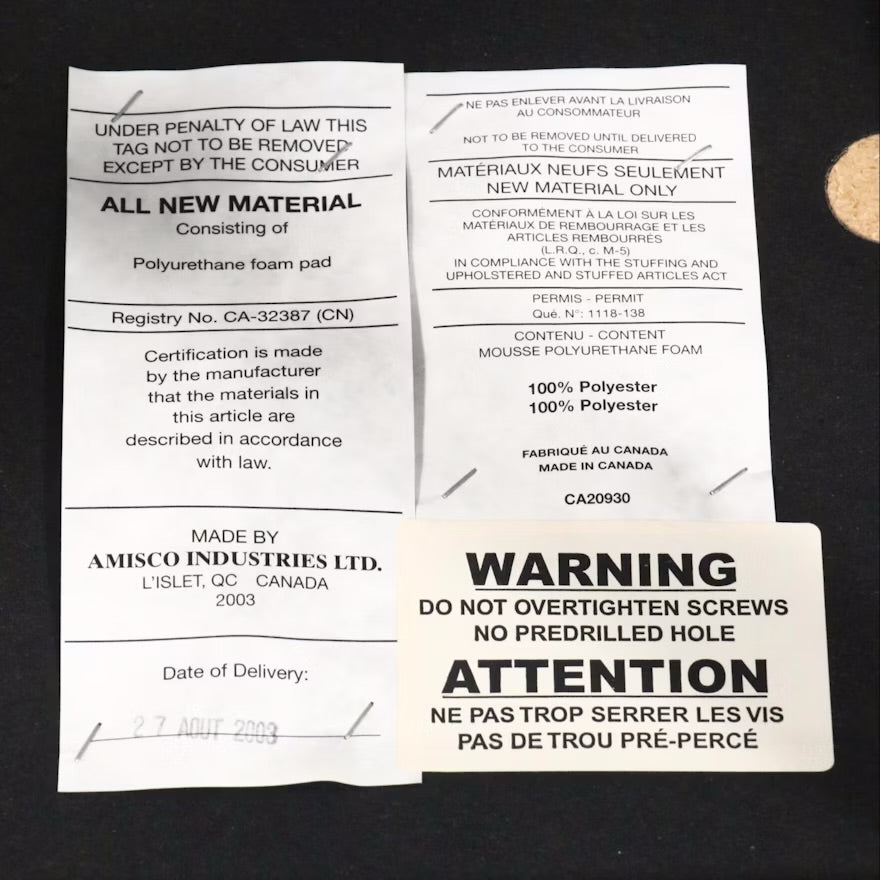 UNDER PENALTY OF LAW THIS
TAG NOT TO BE REMOVED
EXCEPT BY THE CONSUMER
ALL NEW MATERIAL
Consisting of
Polyurethane foam pad
Registry No. CA-32387 (CN)
Certification is made
by the manufacturer
that the materials in
this article are
described in accordance
with law.
MADE BY
AMISCO INDUSTRIES LTD.
L'ISLET, QC CANADA
2003
Date of Delivery:
27 AOUT 2003
NE PAS ENLEVER AVANT LA LIVRAISON
AU CONSOMMATEUR
NOT TO BE REMOVED UNTIL DELIVERED
TO THE CONSUMER
MATÉRIAUX NEUFS SEULEMENT
NEW MATERIAL ONLY
CONFORMÉMENT À LA LOI SUR LES
MATÉRIAUX DE REMBOURRAGE ET LES
ARTICLES REMBOURRÉS
(L.R.Q., c. M-5)
IN COMPLIANCE WITH THE STUFFING AND
UPHOLSTERED AND STUFFED ARTICLES ACT
PERMIS - PERMIT
Qué. N°: 1118-138
CONTENU - CONTENT
MOUSSE POLYURETHANE FOAM
100% Polyester
100% Polyester
FABRIQUÉ AU CANADA
MADE IN CANADA
CA20930
WARNING
DO NOT OVERTIGHTEN SCREWS
NO PREDRILLED HOLE
ATTENTION
NE PAS TROP SERRER LES VIS
PAS DE TROU PRÉ-PERCÉ